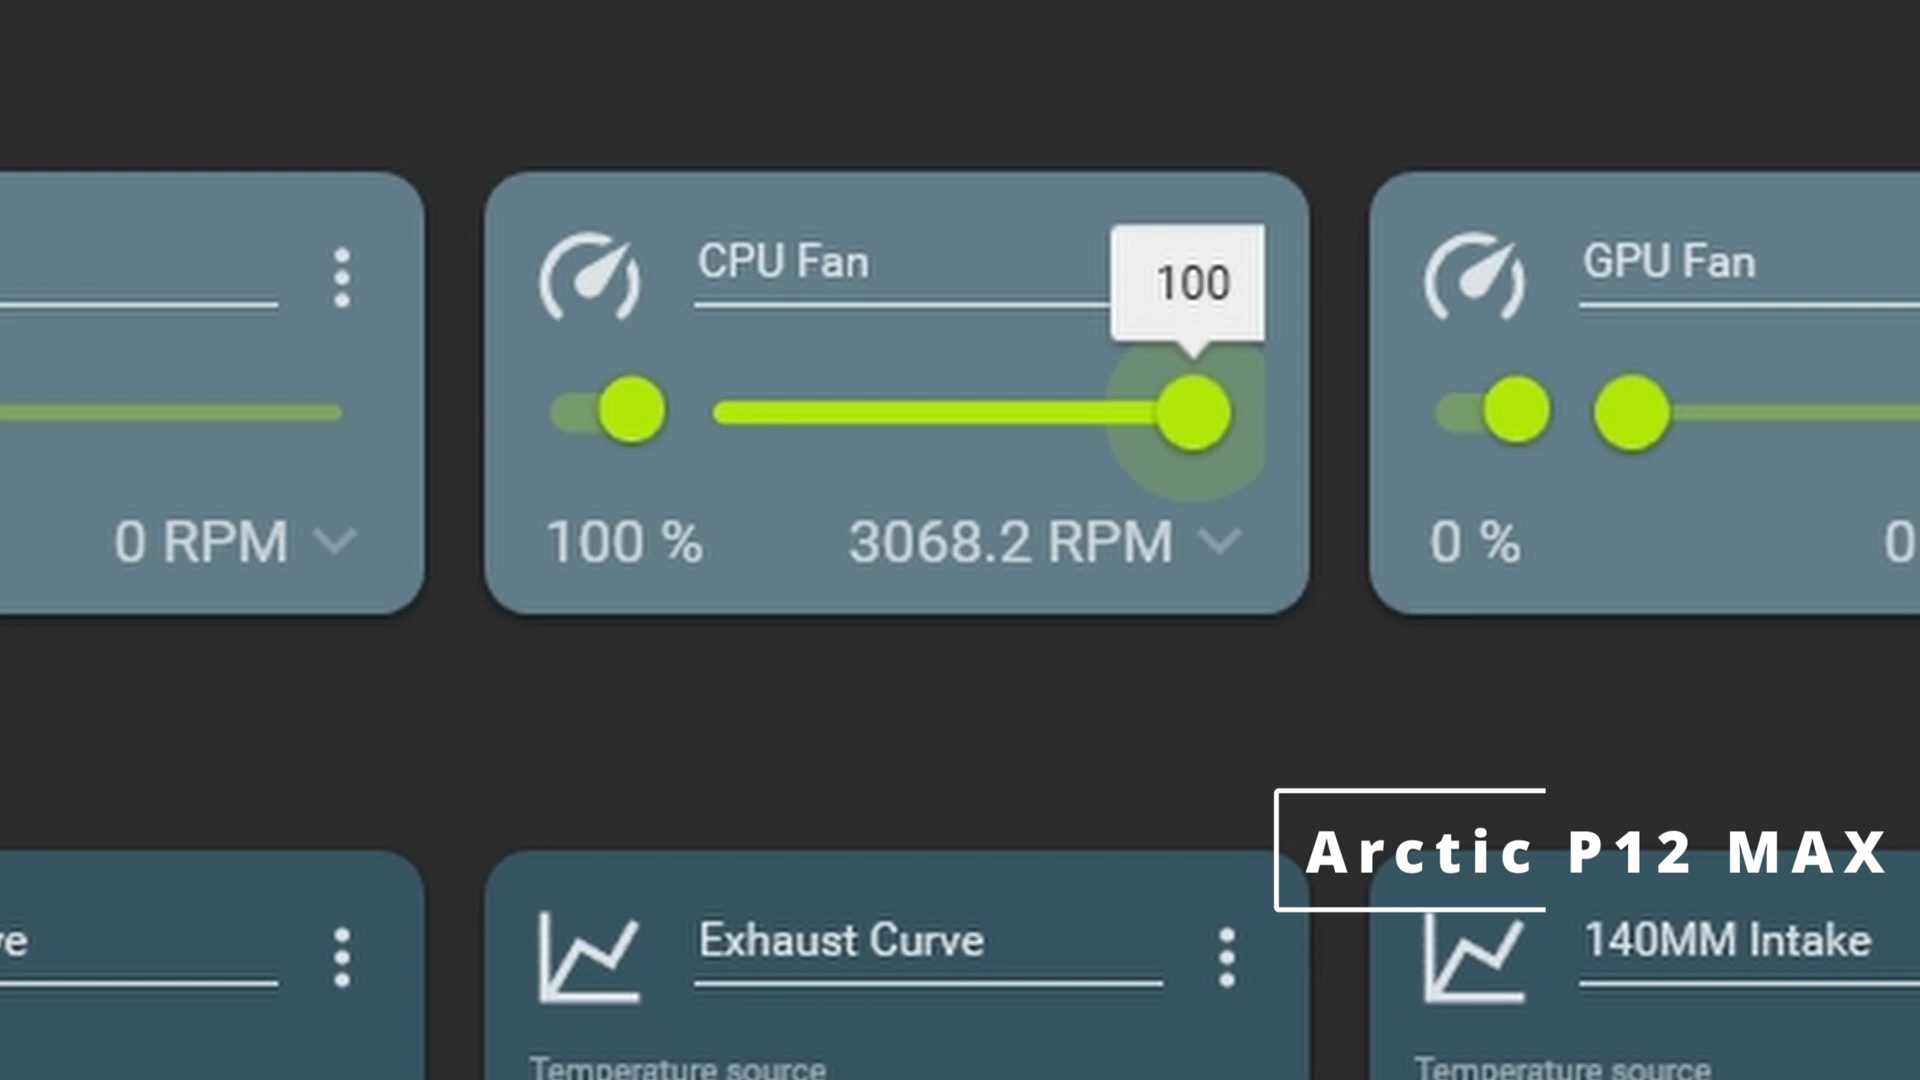 CPU Fan
100
GPU Fan
0 RPM
100 %
3068.2 RPM
0 %
0
Arctic P12 MAX
Exhaust Curve
140MM Intake
Temperature source
Temperature source